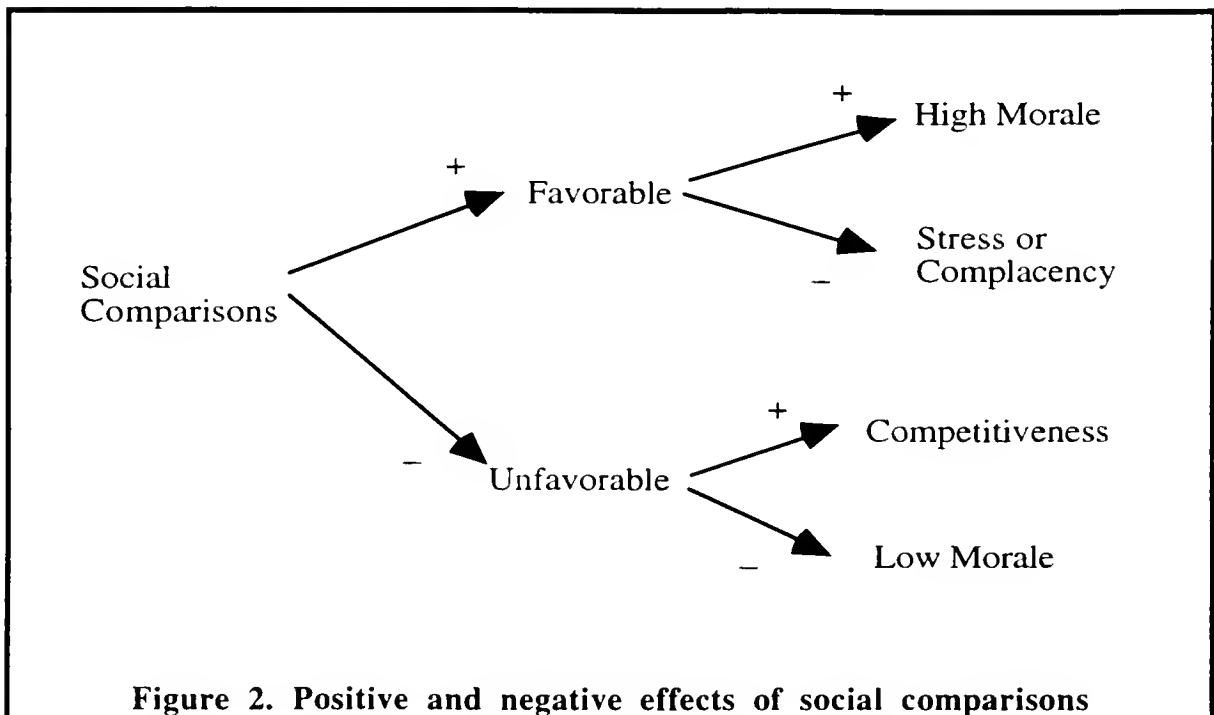 +
High Morale
+
Favorable
Stress or
Complacency
–
Social
Comparisons
+
Competitiveness
–
Unfavorable
Low Morale
–
Figure 2. Positive and negative effects of social comparisons